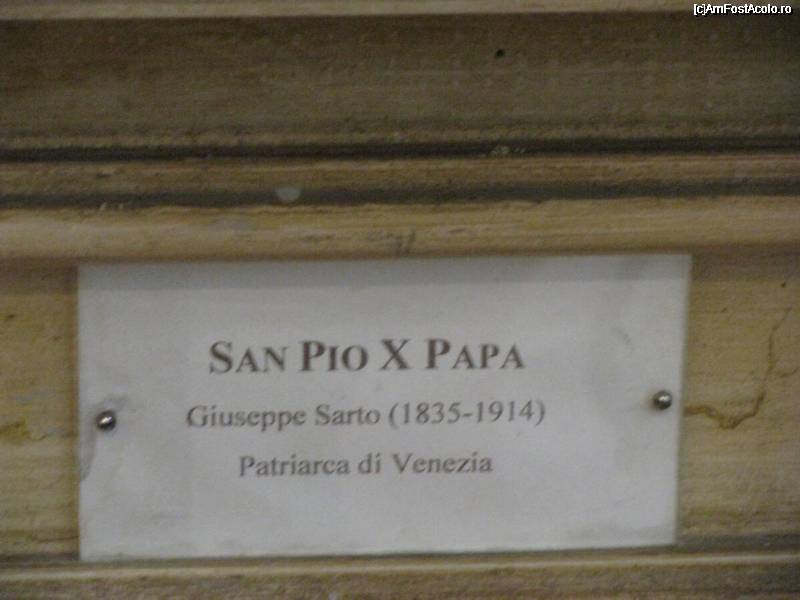 [c]AmFostAcolo.ro
SAN PIO X PAPA
Giuseppe Sarto (1835-1914)
Patriarca di Venezia